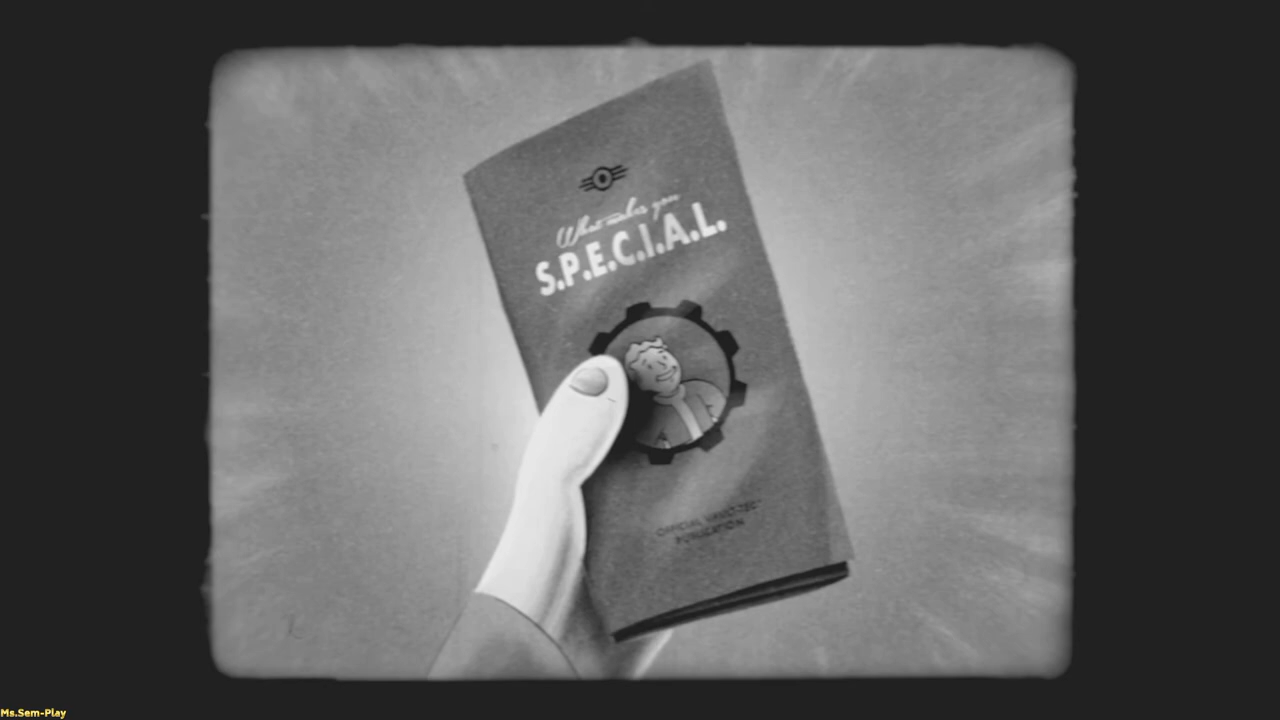 What makes you
S.P.E.C.I.A.L.
OFFICIAL VAULT-TEC
PUBLICATION
Ms.Sem-Play